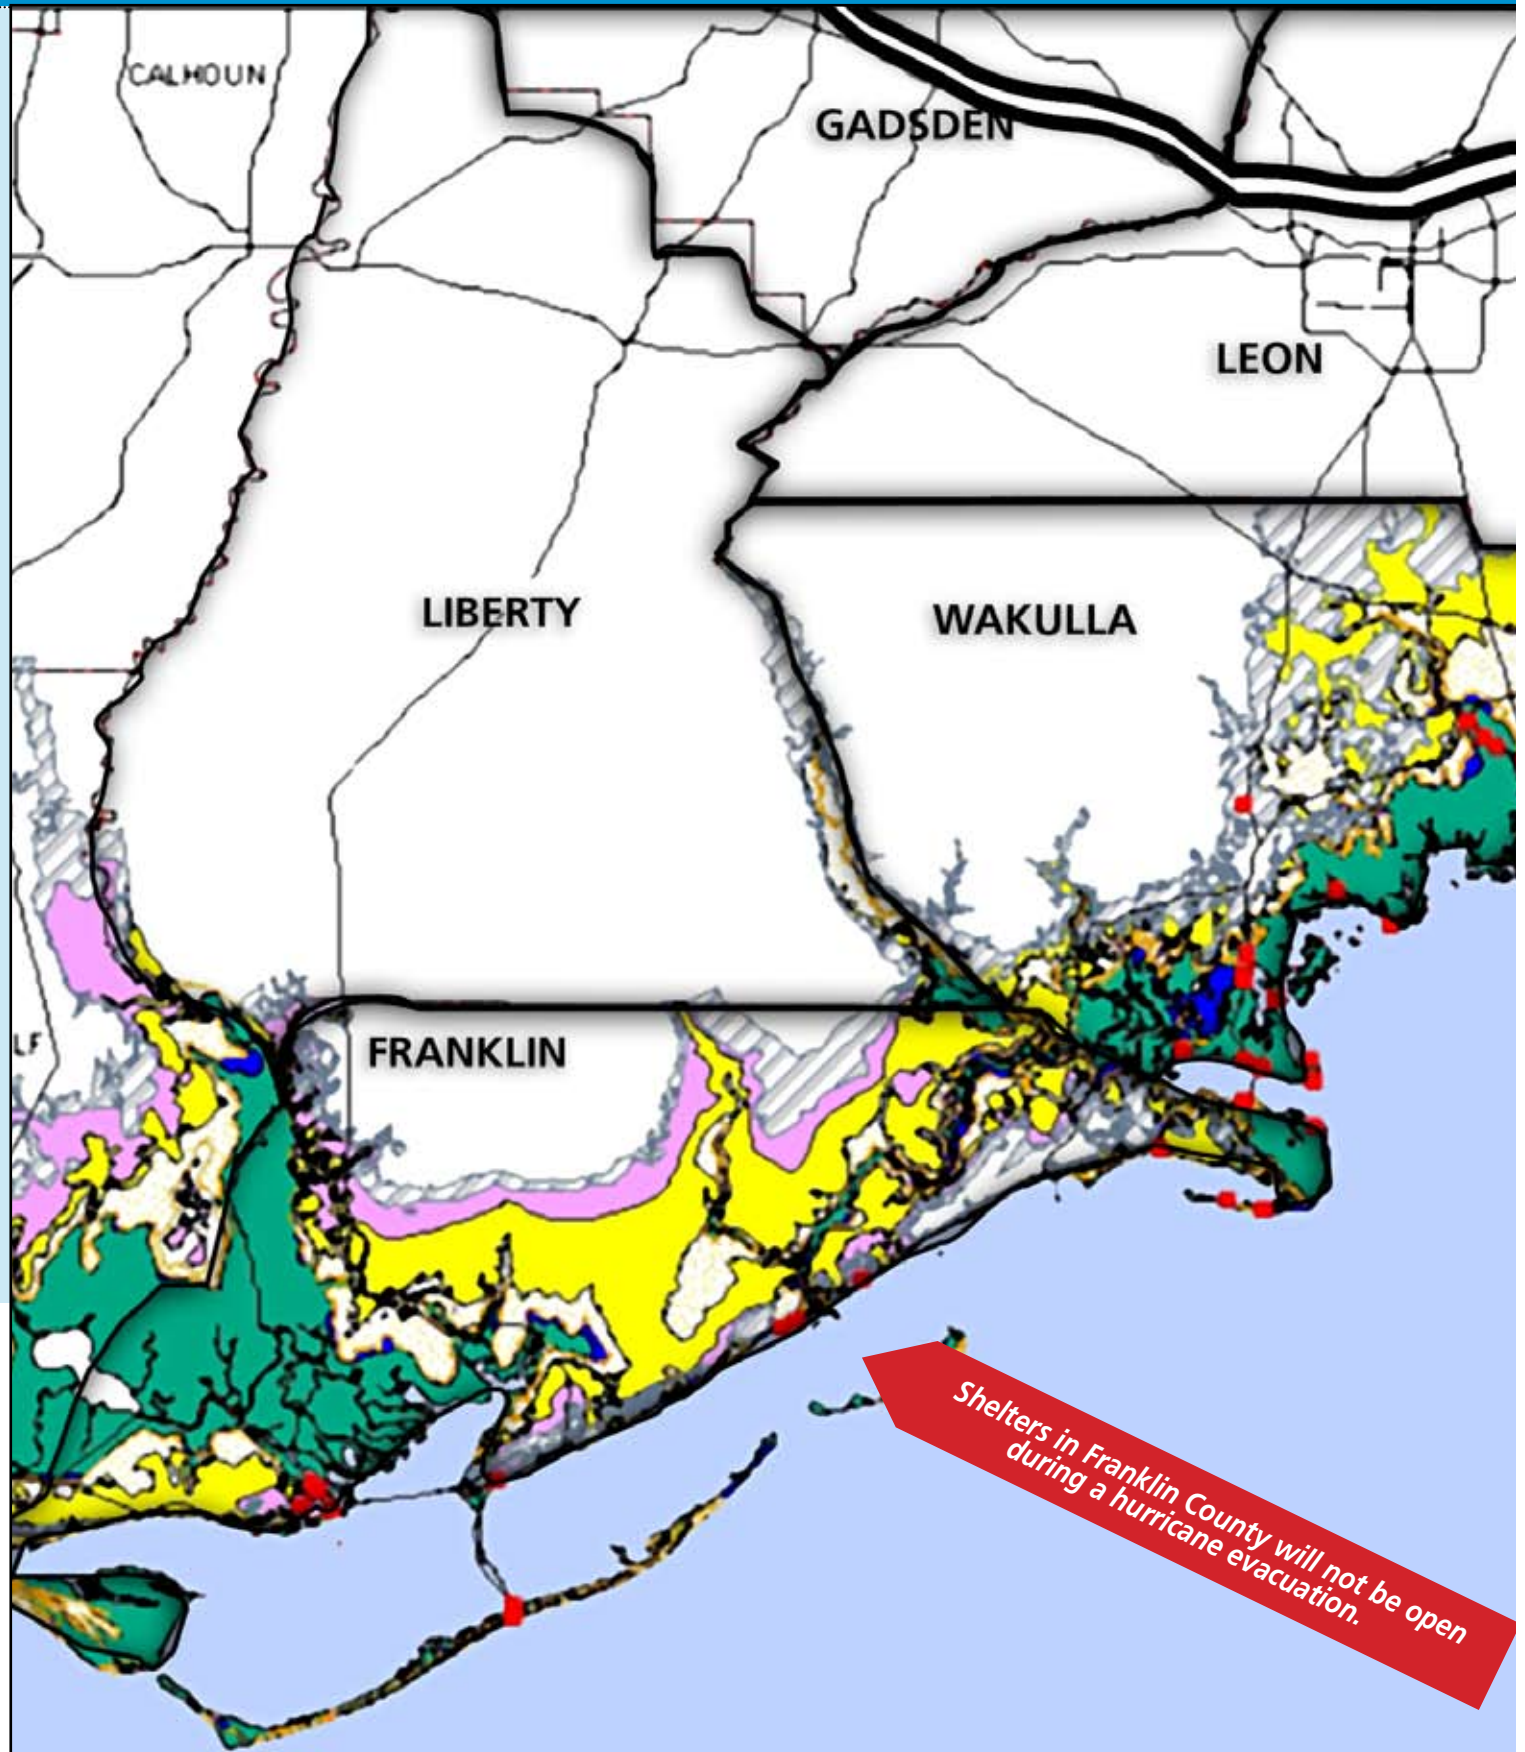 CALHOUN
GADSDEN
LEON
LIBERTY
WAKULLA
LF
FRANKLIN
Shelters in Franklin County will not be open
during a hurricane evacuation.